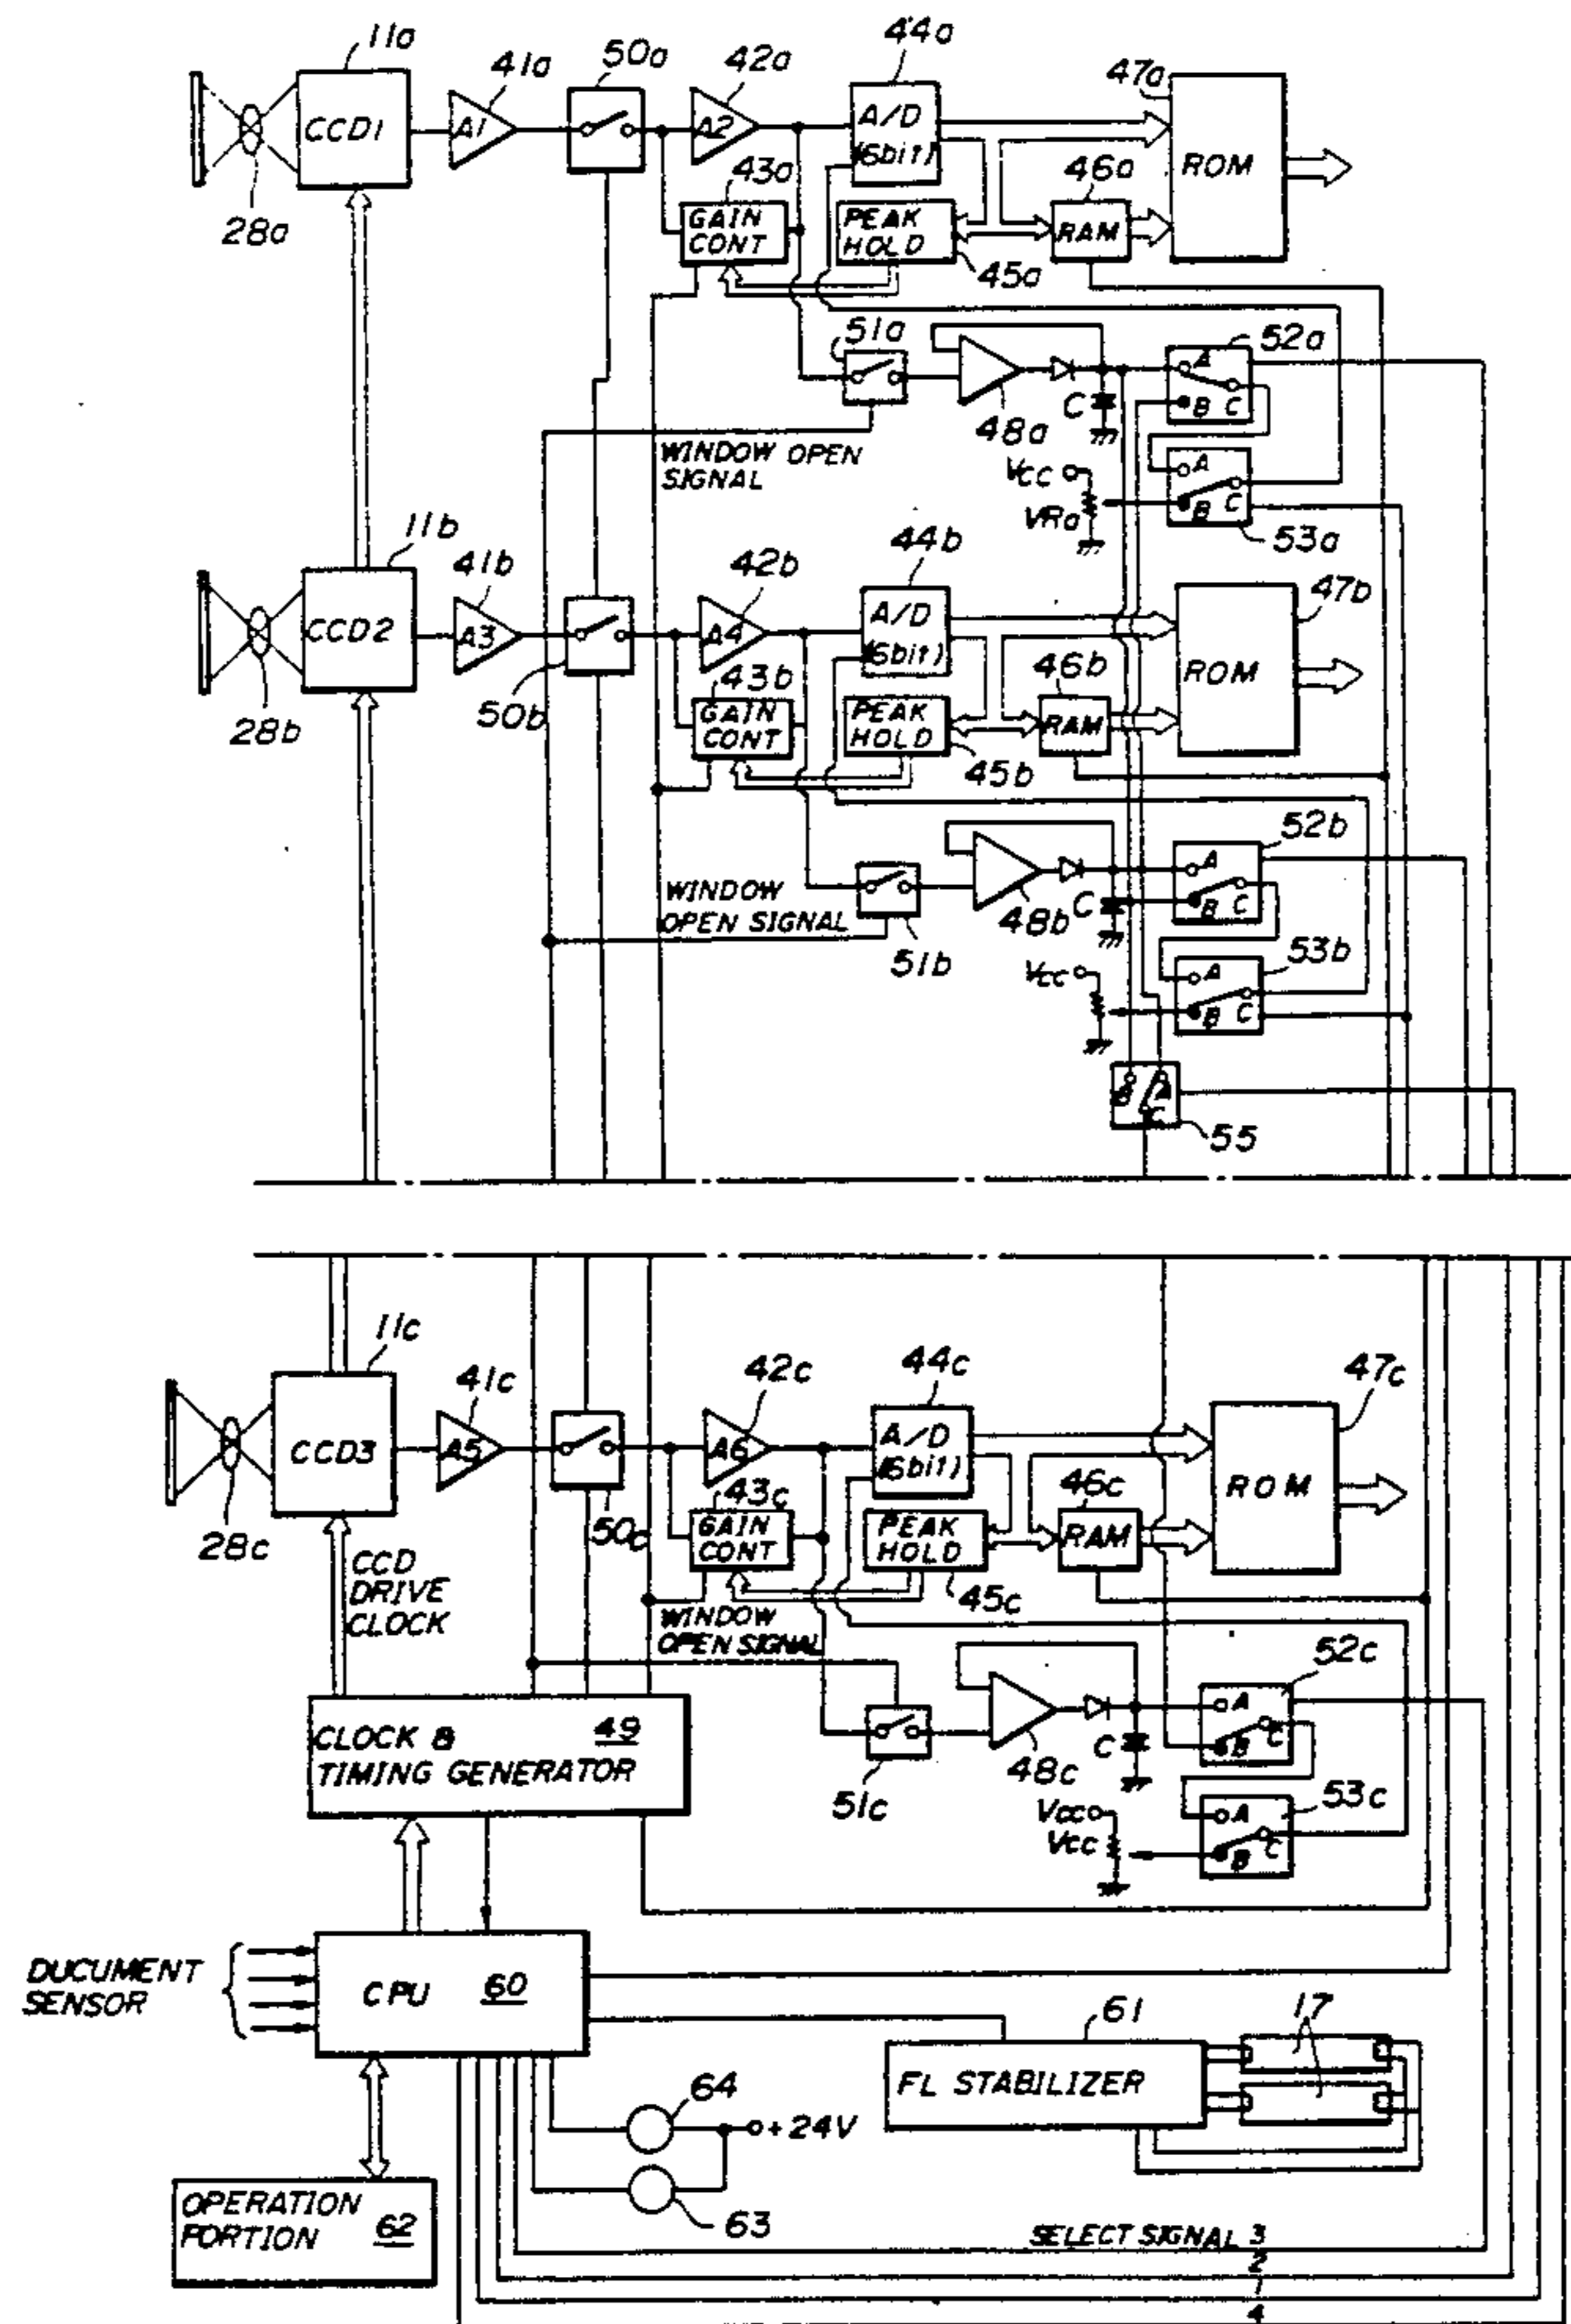 11a 41a 50a 42a 44a 47a
CCD1 A1 A2 A/D (6bit) ROM
28a 43a GAIN CONT PEAK HOLD 45a 46a RAM
51a 48a C 52a A B C
WINDOW OPEN SIGNAL
VCC VRa A B C 53a
11b 41b 42b 44b 47b
CCD2 A3 A4 A/D (6bit) ROM
28b 50b 43b GAIN CONT PEAK HOLD 45b 46b RAM
51b 48b C 52b A B C
WINDOW OPEN SIGNAL
VCC A B C 53b
B A C 55
11c 41c 42c 44c 47c
CCD3 A5 A6 A/D (6bit) ROM
28c 50c 43c GAIN CONT PEAK HOLD 45c 46c RAM
CCD DRIVE CLOCK
WINDOW OPEN SIGNAL
51c 48c C 52c A B C
CLOCK & TIMING GENERATOR 49
Vcc Vcc A B C 53c
DUCUMENT SENSOR
CPU 60
61 17
FL STABILIZER
64 +24V
63
OPERATION PORTION 62
SELECT SIGNAL 3
2
1
4